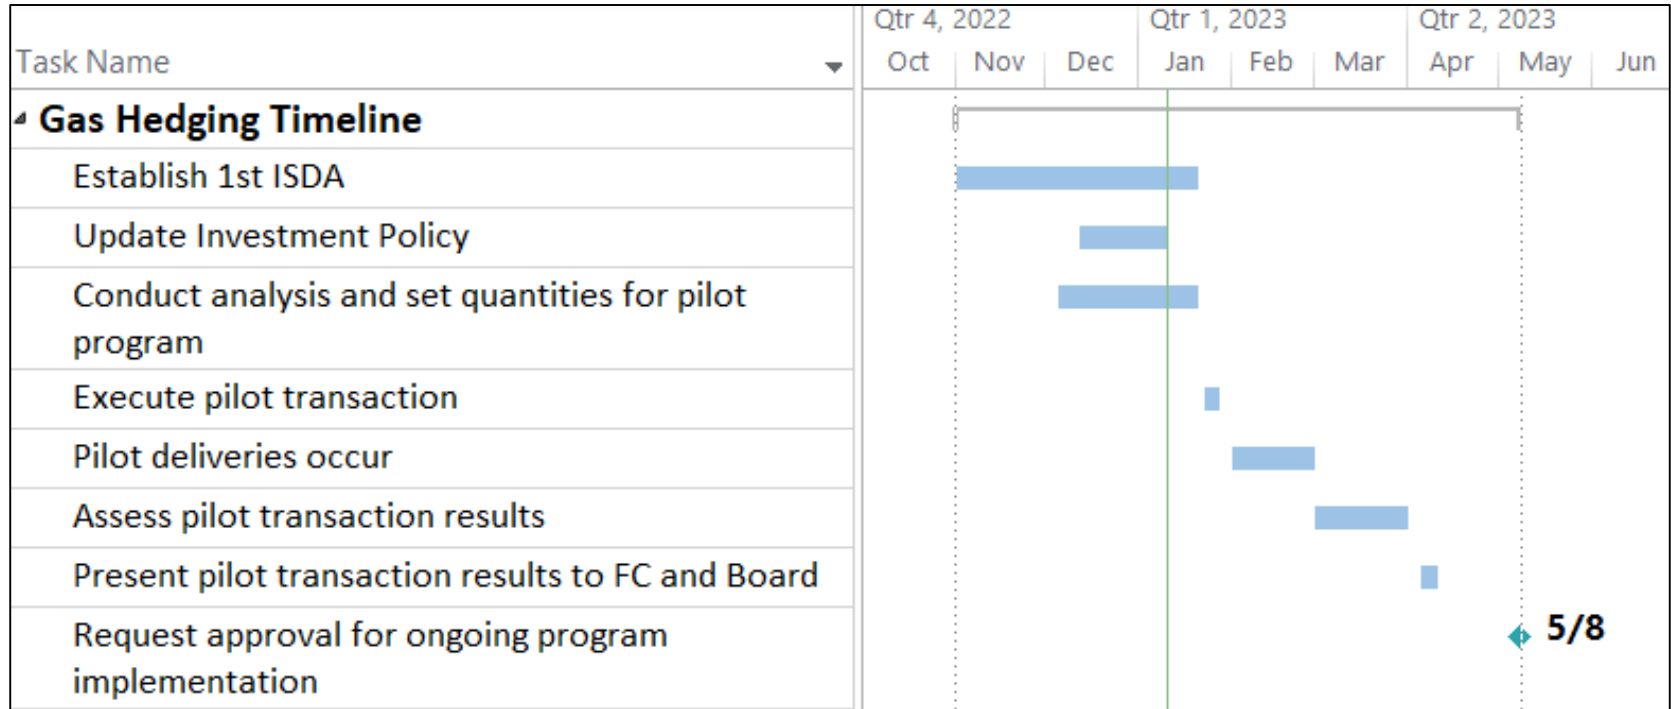 Qtr 4, 2022 Qtr 1, 2023 Qtr 2, 2023
Task Name Oct Nov Dec Jan Feb Mar Apr May Jun
Gas Hedging Timeline
Establish 1st ISDA
Update Investment Policy
Conduct analysis and set quantities for pilot
program
Execute pilot transaction
Pilot deliveries occur
Assess pilot transaction results
Present pilot transaction results to FC and Board
Request approval for ongoing program 5/8
implementation